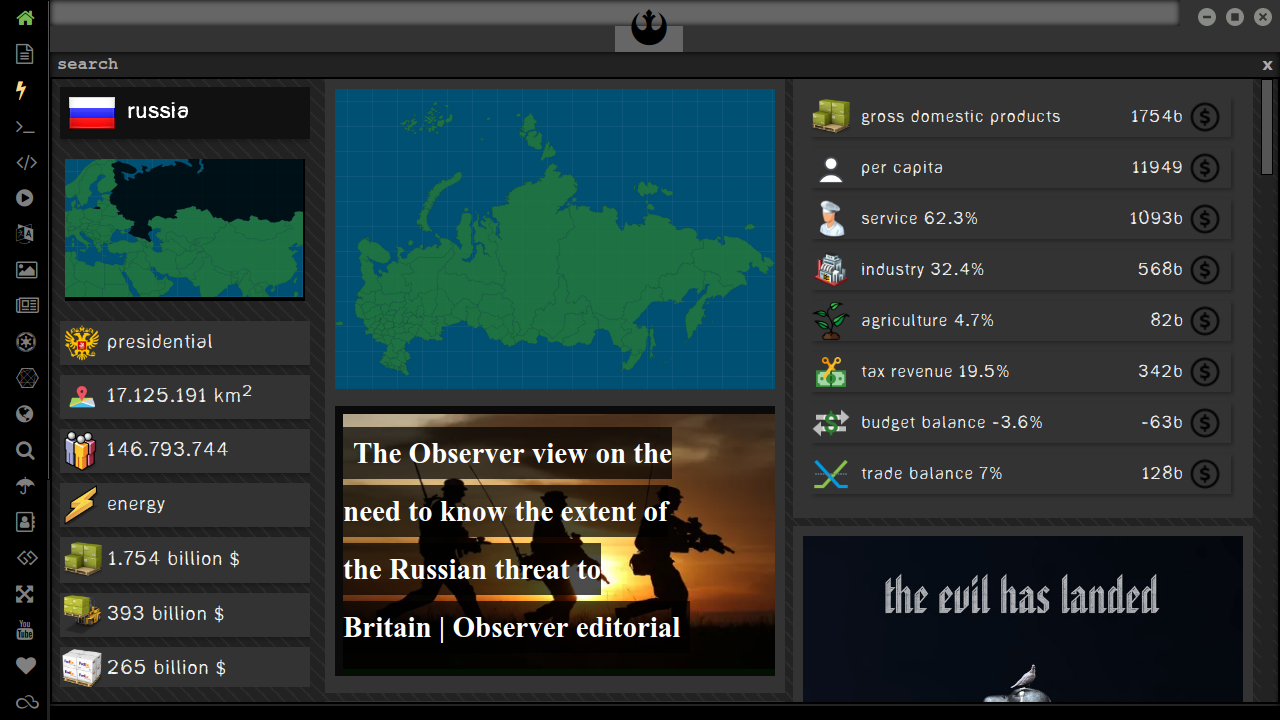 search
x
russia
presidential
17.125.191 km²
146.793.744
energy
1.754 billion $
393 billion $
265 billion $
The Observer view on the
need to know the extent of
the Russian threat to
Britain | Observer editorial
gross domestic products 1754b $
per capita 11949 $
service 62.3% 1093b $
industry 32.4% 568b $
agriculture 4.7% 82b $
tax revenue 19.5% 342b $
budget balance -3.6% -63b $
trade balance 7% 128b $
the evil has landed
You
Tube